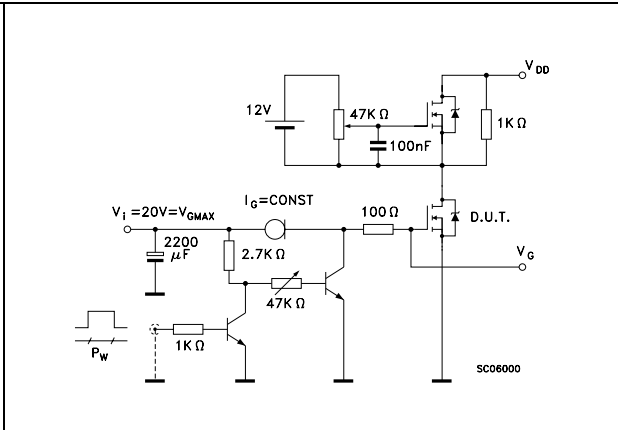 V DD
12V
47K Ω
1K Ω
100nF
I G =CONST
V i =20V=V GMAX
100 Ω
D.U.T.
2200
μF
2.7K Ω
V G
47K Ω
1K Ω
P W
SC06000